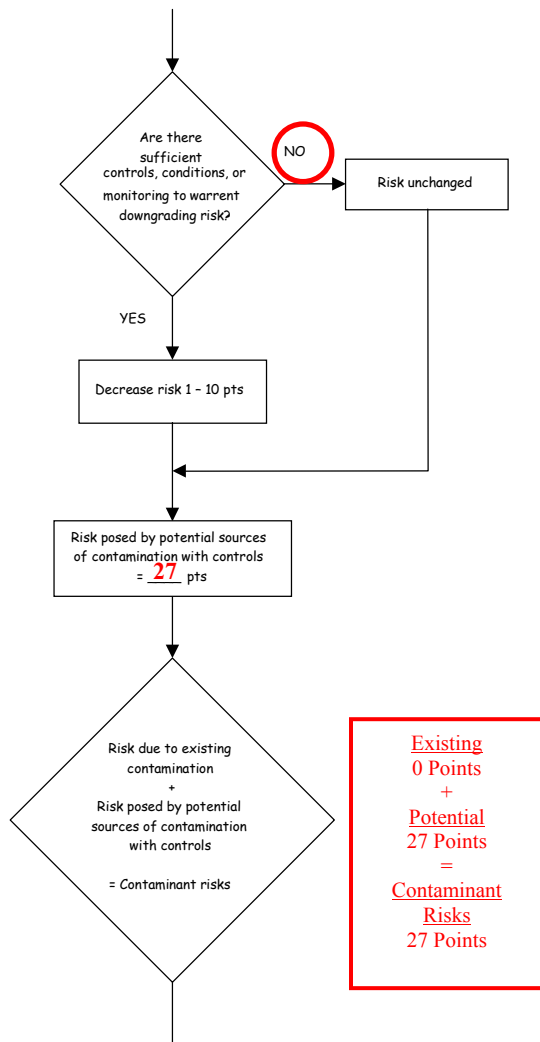 Are there
sufficient
controls, conditions, or
monitoring to warrent
downgrading risk?
NO
Risk unchanged
YES
Decrease risk 1 – 10 pts
Risk posed by potential sources
of contamination with controls
= 27 pts
Risk due to existing
contamination
+
Risk posed by potential
sources of contamination
with controls
= Contaminant risks
Existing
0 Points
+
Potential
27 Points
=
Contaminant
Risks
27 Points